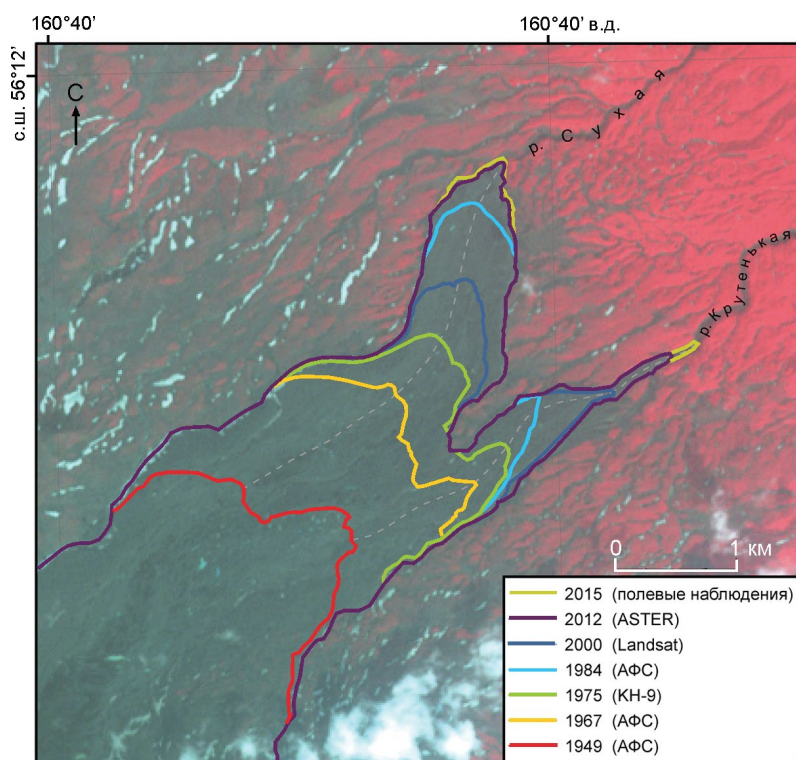 160°40’
160°40’ в.д.
с.ш. 56°12’
С
р. Сухая
р. Крутенькая
0
1 км
2015 (полевые наблюдения)
2012 (ASTER)
2000 (Landsat)
1984 (АФС)
1975 (KH-9)
1967 (АФС)
1949 (АФС)